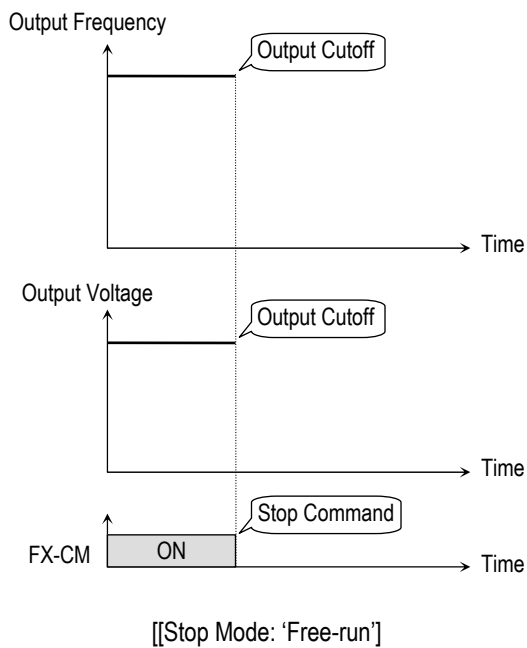 Output Frequency
Output Cutoff
Time
Output Voltage
Output Cutoff
Time
Stop Command
FX-CM
ON
Time
[[Stop Mode: ‘Free-run’]